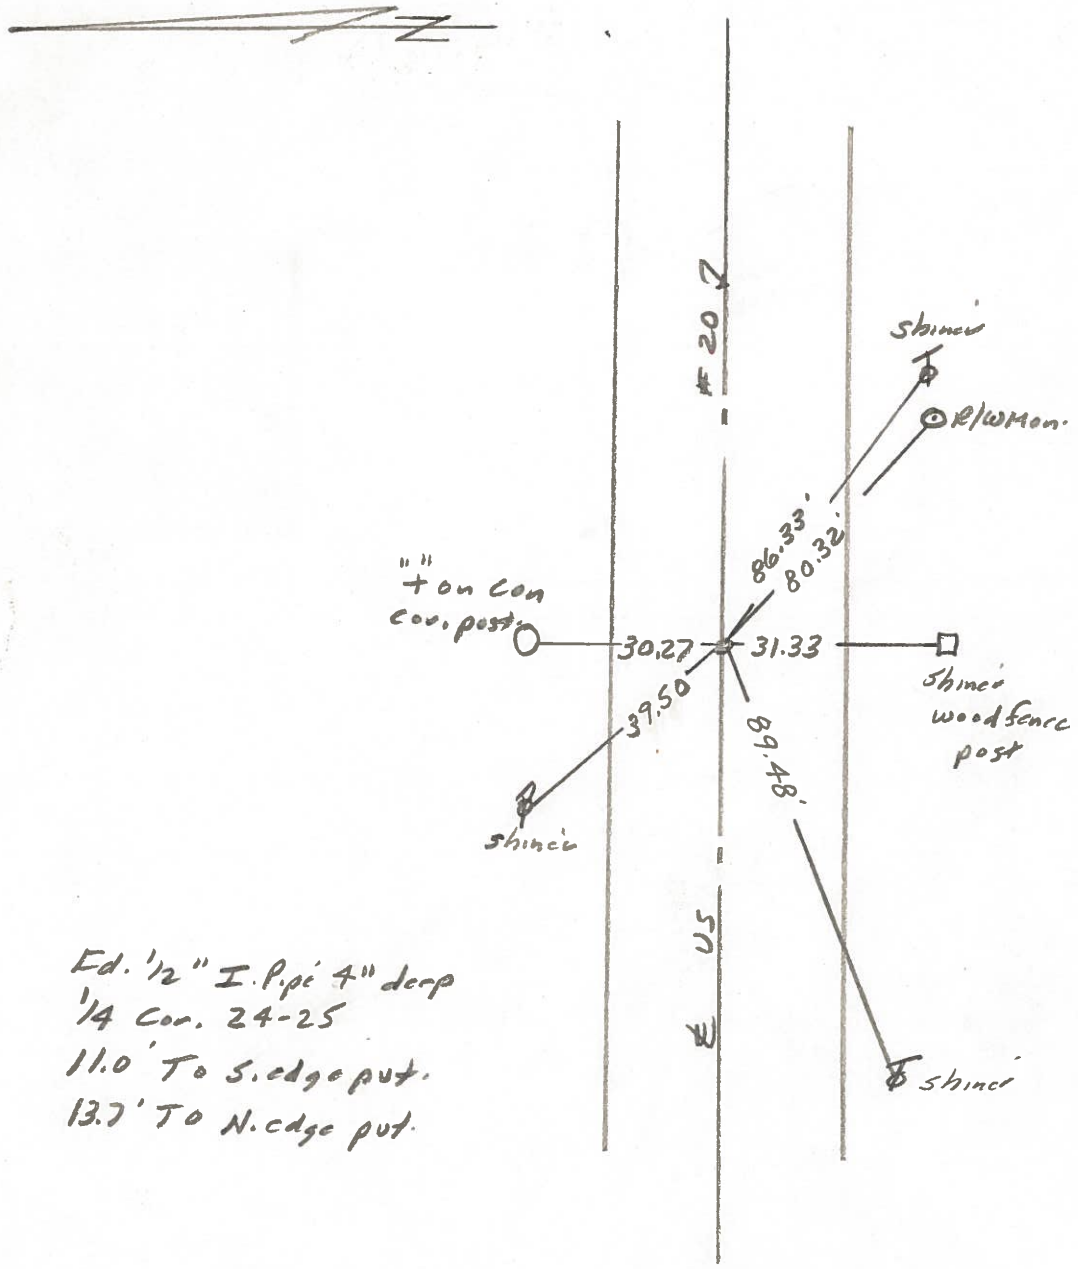 N
# 20
shiner
R/W Mon.
86.33'
80.32'
"+" on con
cor. post
30.27
31.33
39.50
89.48'
shiner
wood fence
post
shiner
℄ US
shiner
Fd. 1/2" I. Pipe 4" deep
1/4 Cor. 24-25
11.0' To S. edge pvt.
13.7' To N. edge pvt.